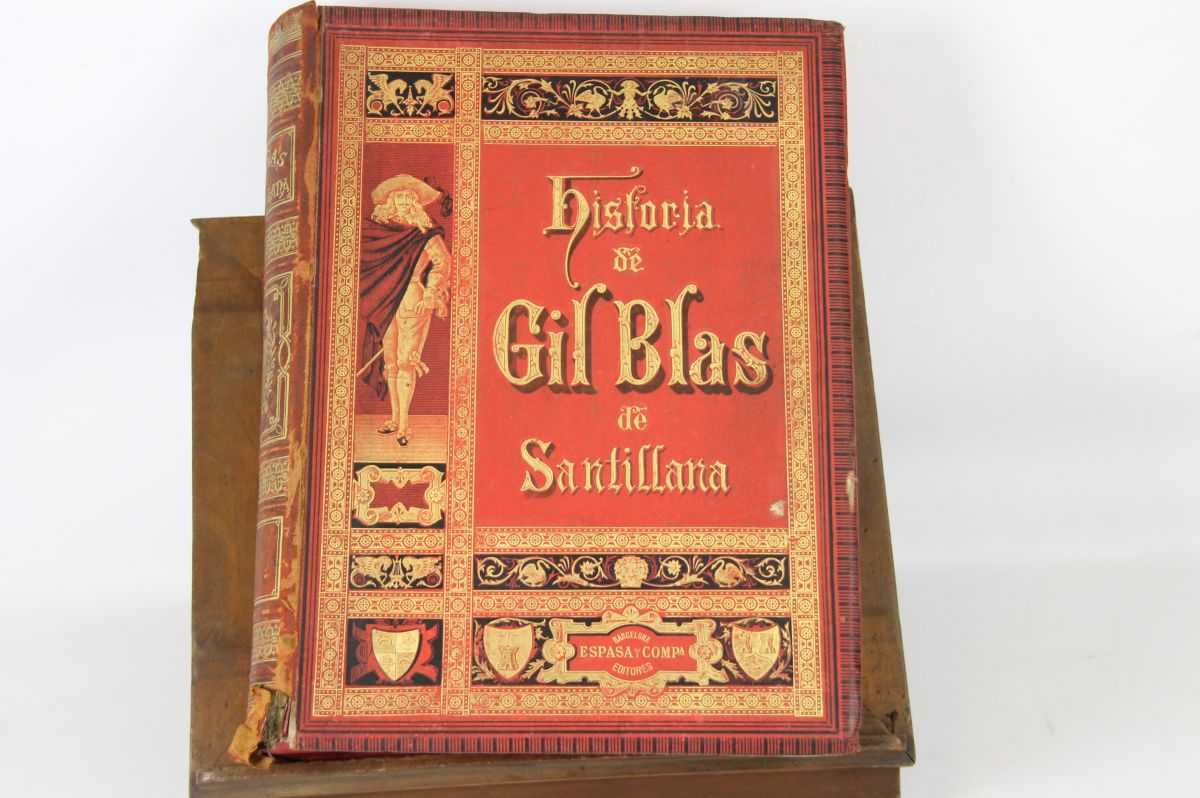 Historia
de
Gil Blas
de
Santillana
BARCELONA
ESPASA Y COMPA
EDITORES